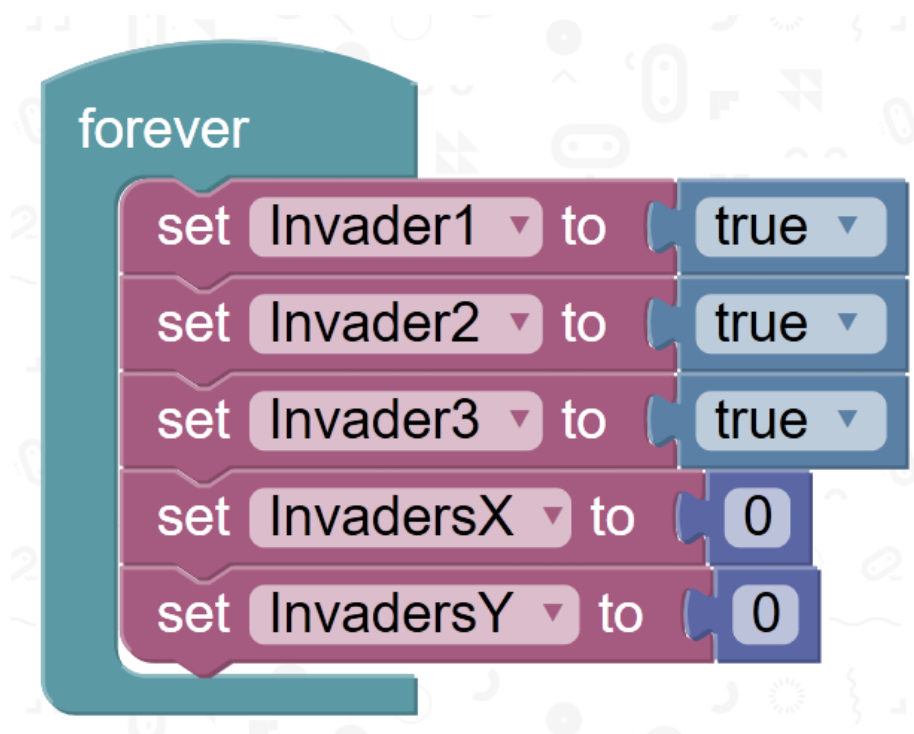 forever
set Invader1 to true
set Invader2 to true
set Invader3 to true
set InvadersX to 0
set InvadersY to 0